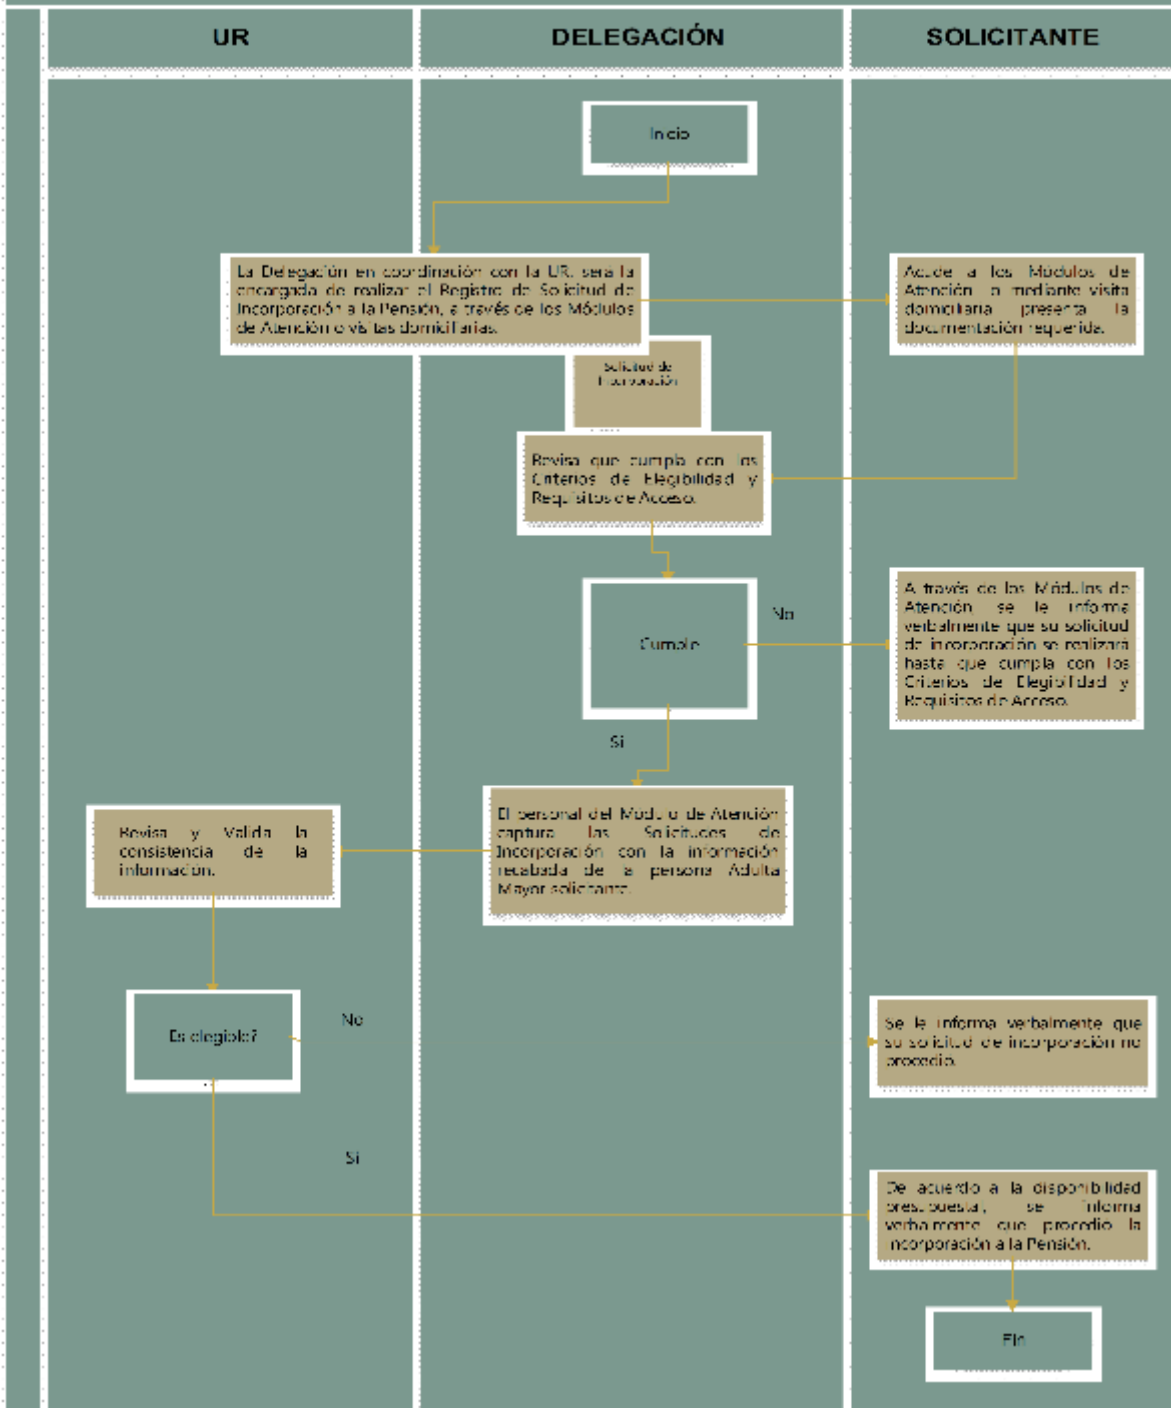 UR
DELEGACIÓN
SOLICITANTE
Inicio
La Delegación en coordinación con la UR, será la
encargada de realizar el Registro de Solicitud de
Incorporación a la Pensión, a través de los Módulos
de Atención o visitas domiciliarias.
Acude a los Módulos de
Atención o mediante visita
domiciliaria presenta la
documentación requerida.
Solicitud de
Incorporación
Revisa que cumpla con los
Criterios de Elegibilidad y
Requisitos de Acceso.
Cumple
No
A través de los Módulos de
Atención, se le informa
verbalmente que su solicitud
de incorporación se realizará
hasta que cumpla con los
Criterios de Elegibilidad y
Requisitos de Acceso.
Si
El personal del Modulo de Atención
captura las Solicitudes de
Incorporación con la información
recabada de la persona Adulta
Mayor solicitante.
Revisa y Valida la
consistencia de la
información.
Es elegible?
No
Se le informa verbalmente que
su solicitud de incorporación no
procedio.
Si
De acuerdo a la disponibilidad
presupuestal, se informa
verbalmente que procedio la
incorporación a la Pensión.
Fin